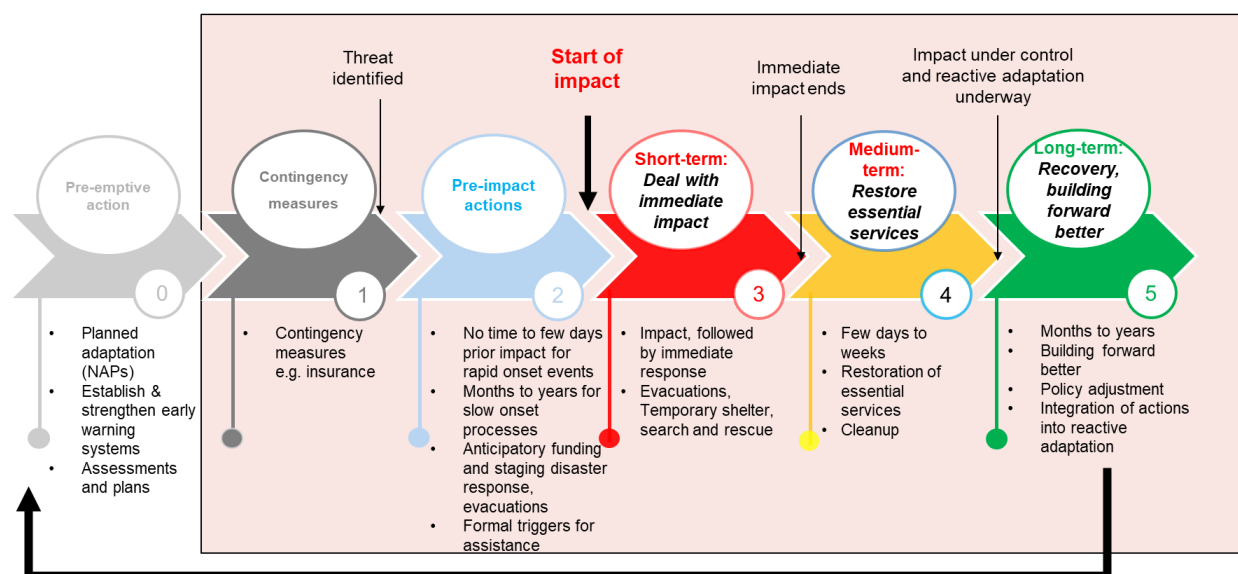 Threat
identified
Start of
impact
Immediate
impact ends
Impact under control
and reactive adaptation
underway
Pre-emptive
action
0
• Planned
adaptation
(NAPs)
• Establish &
strengthen early
warning
systems
• Assessments
and plans
Contingency
measures
1
• Contingency
measures
e.g. insurance
Pre-impact
actions
2
• No time to few days
prior impact for
rapid onset events
• Months to years for
slow onset
processes
• Anticipatory funding
and staging disaster
response,
evacuations
• Formal triggers for
assistance
Short-term:
Deal with
immediate
impact
3
• Impact, followed
by immediate
response
• Evacuations,
Temporary shelter,
search and rescue
Medium-
term:
Restore
essential
services
4
• Few days to
weeks
• Restoration of
essential
services
• Cleanup
Long-term:
Recovery,
building
forward
better
5
• Months to years
• Building forward
better
• Policy adjustment
• Integration of actions
into reactive
adaptation